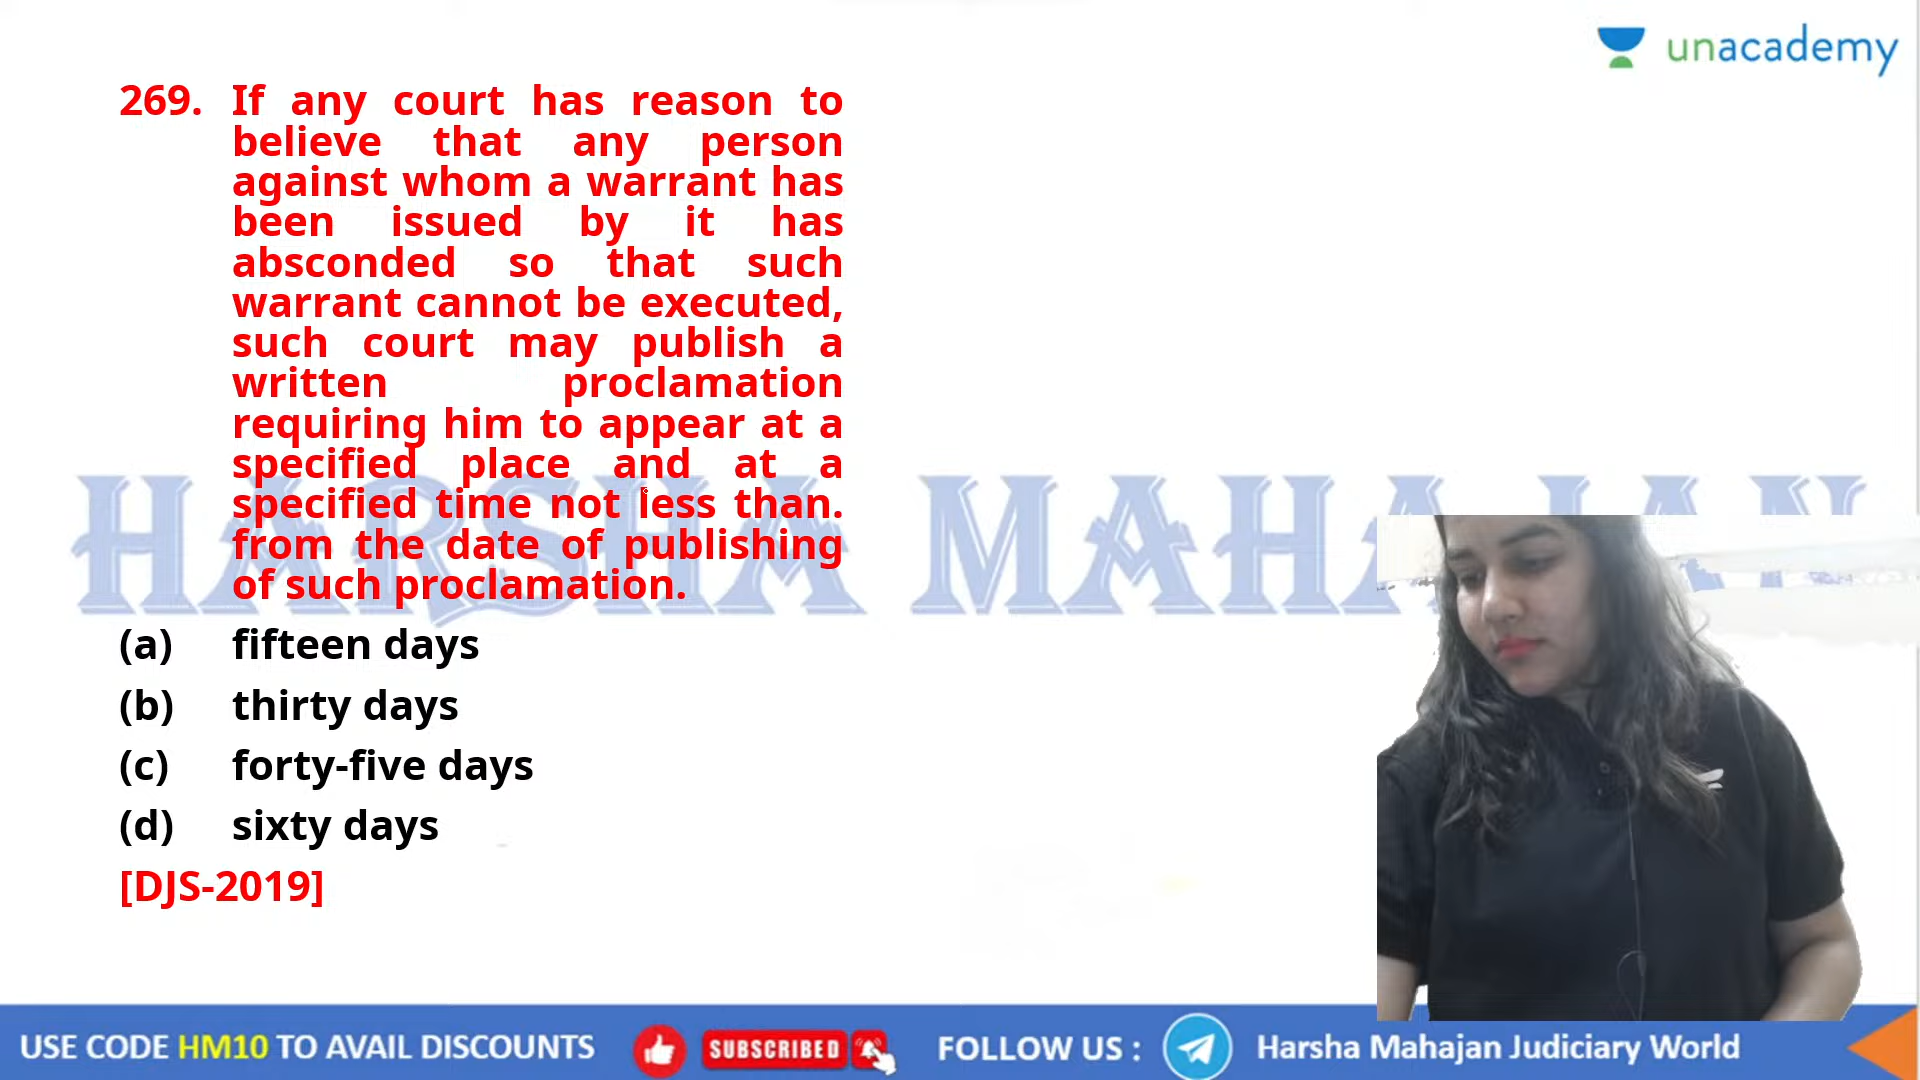 unacademy
269. If any court has reason to
believe that any person
against whom a warrant has
been issued by it has
absconded so that such
warrant cannot be executed,
such court may publish a
written proclamation
requiring him to appear at a
specified place and at a
specified time not less than.
from the date of publishing
of such proclamation.
(a) fifteen days
(b) thirty days
(c) forty-five days
(d) sixty days
[DJS-2019]
HARSHA MAHAJAN
USE CODE HM10 TO AVAIL DISCOUNTS
SUBSCRIBED
FOLLOW US :
Harsha Mahajan Judiciary World